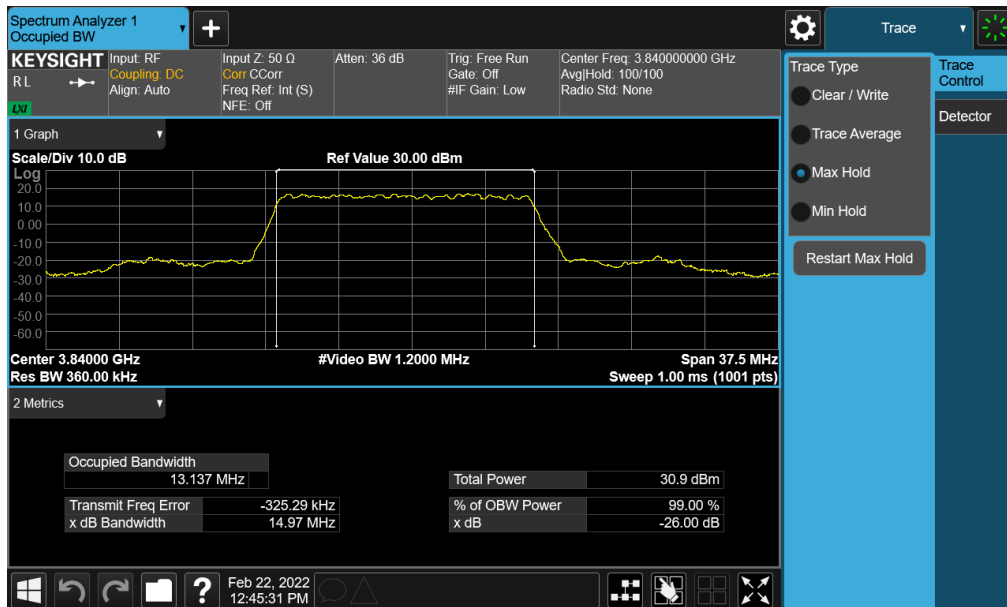 Spectrum Analyzer 1
Occupied BW
Trace
KEYSIGHT
R L
LXI
Input: RF
Coupling: DC
Align: Auto
Input Z: 50 Ω
Corr CCorr
Freq Ref: Int (S)
NFE: Off
Atten: 36 dB
Trig: Free Run
Gate: Off
#IF Gain: Low
Center Freq: 3.840000000 GHz
Avg|Hold: 100/100
Radio Std: None
Trace Type
Clear / Write
Trace Average
Max Hold
Min Hold
Restart Max Hold
Trace
Control
Detector
1 Graph
Scale/Div 10.0 dB
Ref Value 30.00 dBm
Log
20.0
10.0
0.00
-10.0
-20.0
-30.0
-40.0
-50.0
-60.0
Center 3.84000 GHz
#Video BW 1.2000 MHz
Span 37.5 MHz
Res BW 360.00 kHz
Sweep 1.00 ms (1001 pts)
2 Metrics
Occupied Bandwidth
13.137 MHz
Total Power 30.9 dBm
Transmit Freq Error -325.29 kHz
% of OBW Power 99.00 %
x dB Bandwidth 14.97 MHz
x dB -26.00 dB
?
Feb 22, 2022
12:45:31 PM